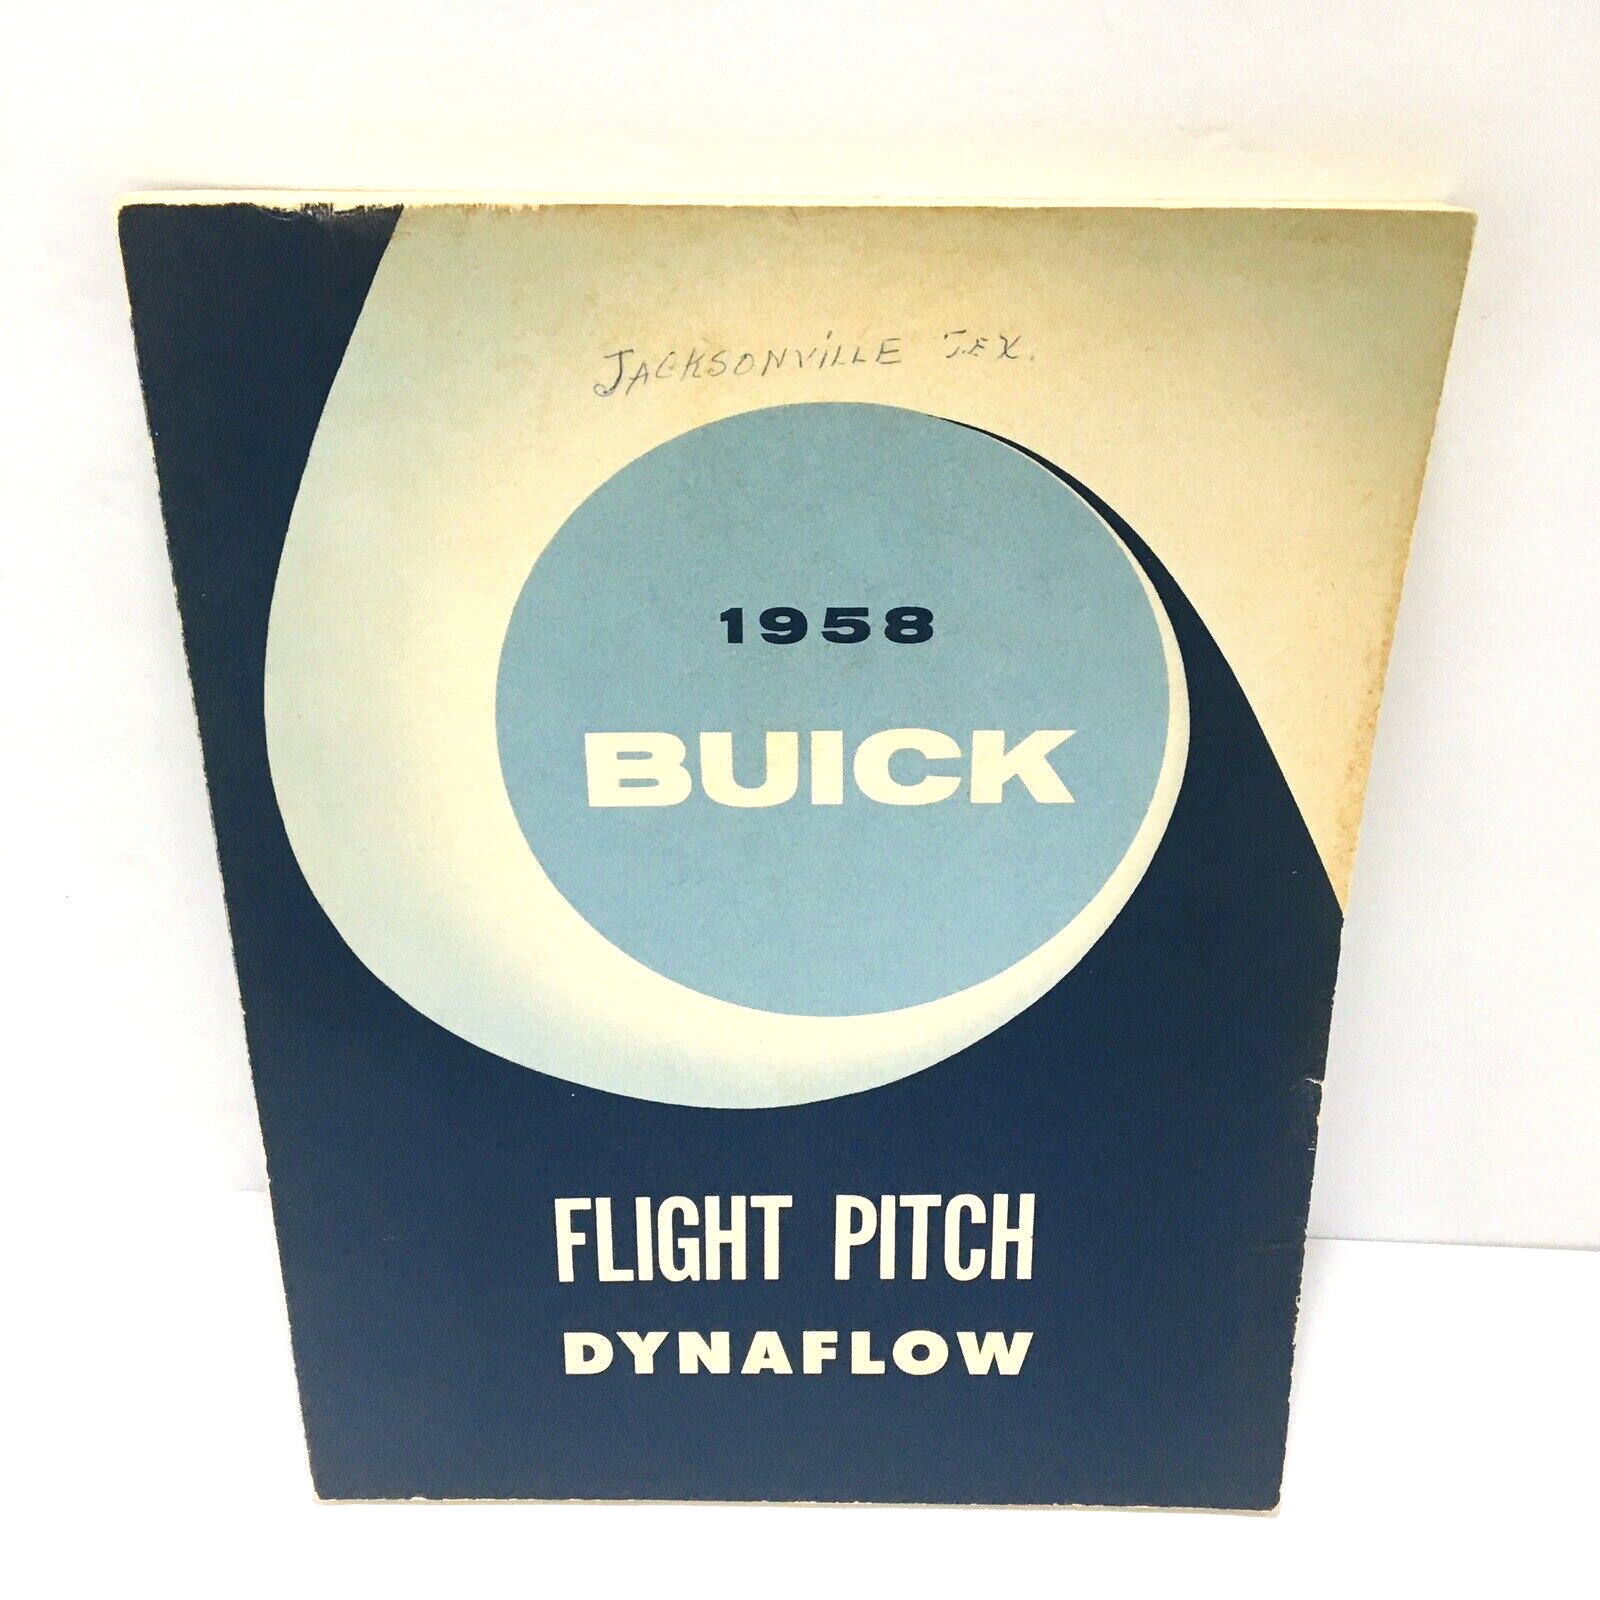 JACKSONVILLE TEX.
1958
BUICK
FLIGHT PITCH
DYNAFLOW